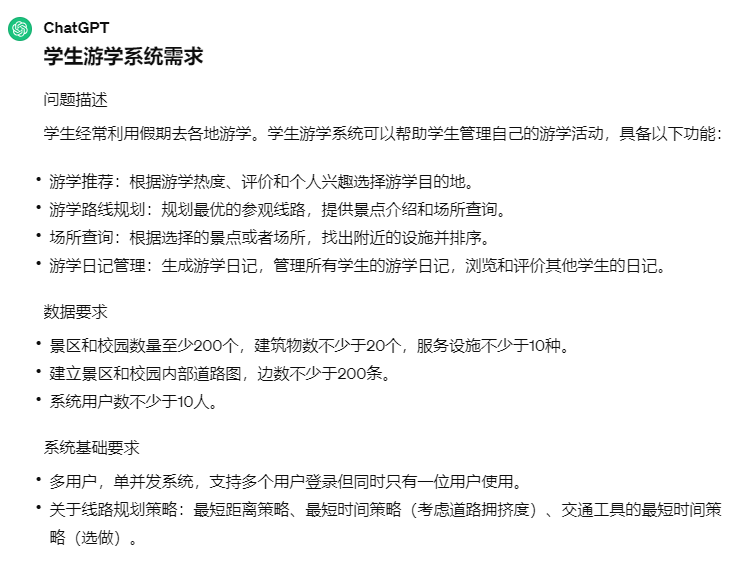 ChatGPT
学生游学系统需求
问题描述
学生经常利用假期去各地游学。学生游学系统可以帮助学生管理自己的游学活动，具备以下功能：
• 游学推荐：根据游学热度、评价和个人兴趣选择游学目的地。
• 游学路线规划：规划最优的参观线路，提供景点介绍和场所查询。
• 场所查询：根据选择的景点或者场所，找出附近的设施并排序。
• 游学日记管理：生成游学日记，管理所有学生的游学日记，浏览和评价其他学生的日记。
数据要求
• 景区和校园数量至少200个，建筑物数不少于20个，服务设施不少于10种。
• 建立景区和校园内部道路图，边数不少于200条。
• 系统用户数不少于10人。
系统基础要求
• 多用户，单并发系统，支持多个用户登录但同时只有一位用户使用。
• 关于线路规划策略：最短距离策略、最短时间策略（考虑道路拥挤度）、交通工具的最短时间策
略（选做）。